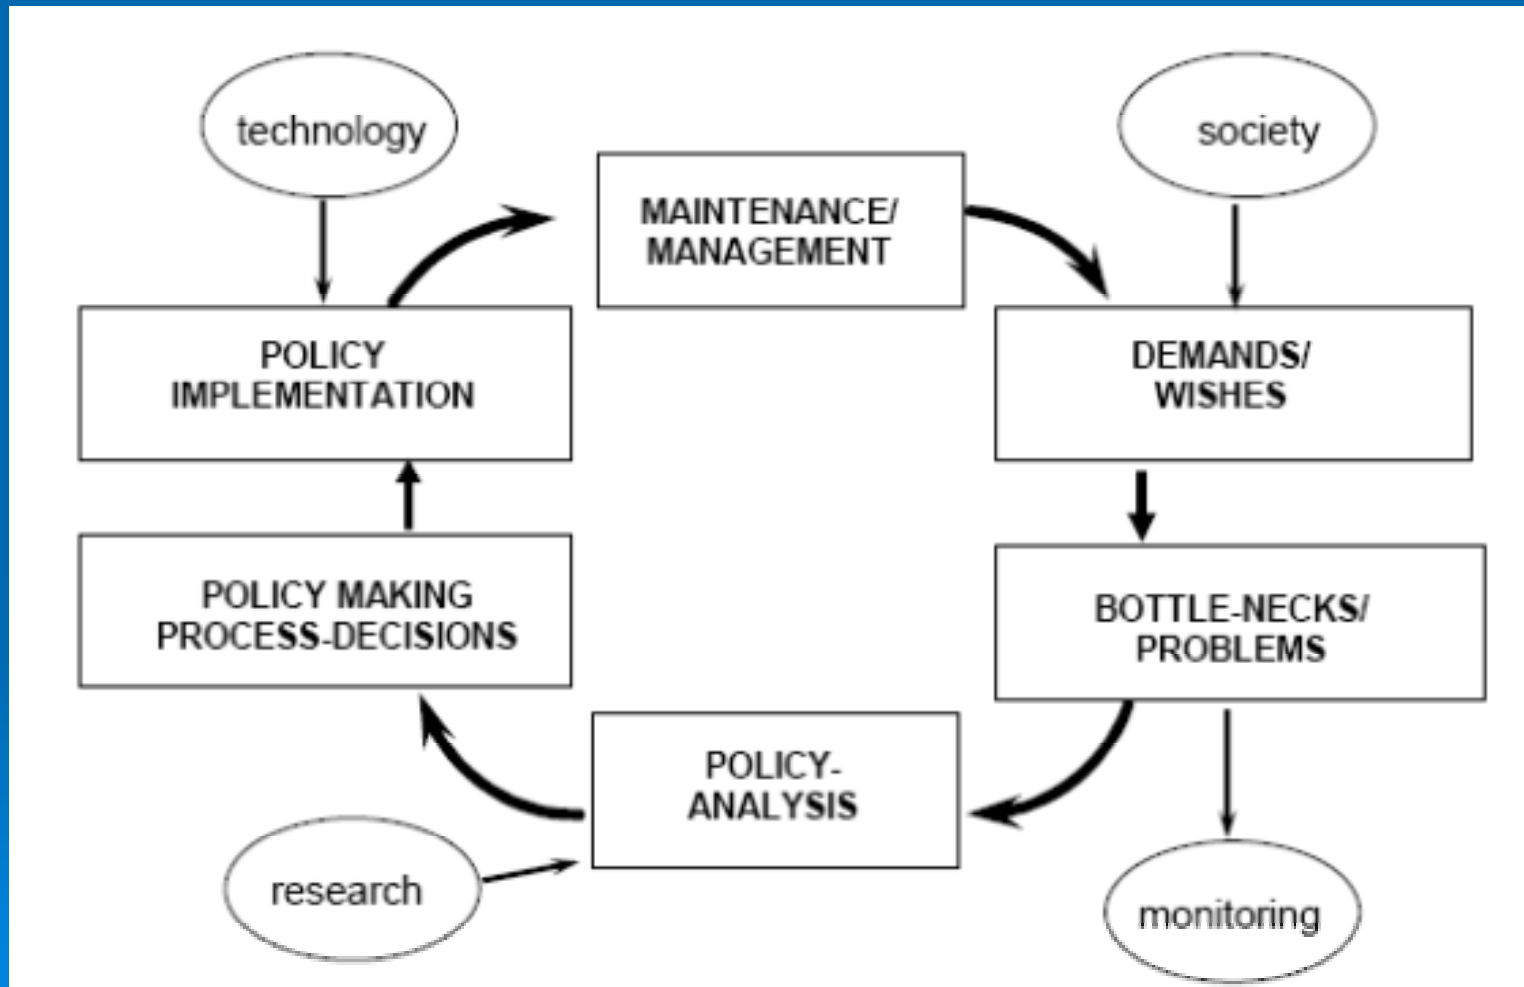 technology
society
MAINTENANCE/
MANAGEMENT
POLICY
IMPLEMENTATION
DEMANDS/
WISHES
POLICY MAKING
PROCESS-DECISIONS
BOTTLE-NECKS/
PROBLEMS
POLICY-
ANALYSIS
research
monitoring